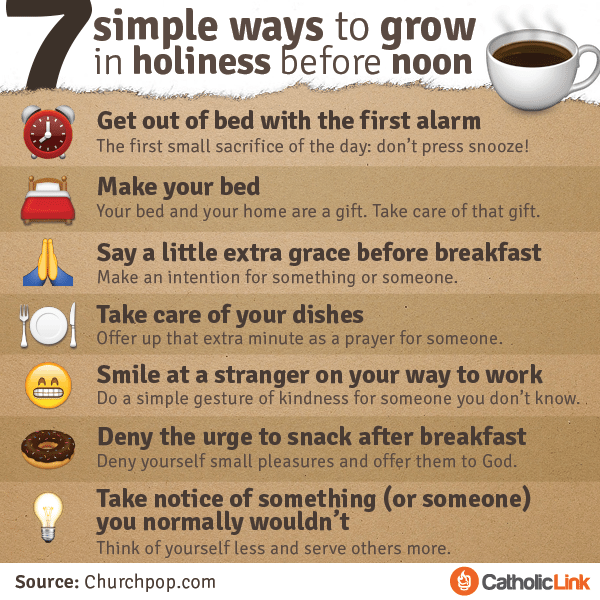 7 simple ways to grow
in holiness before noon
Get out of bed with the first alarm
The first small sacrifice of the day: don't press snooze!
Make your bed
Your bed and your home are a gift. Take care of that gift.
Say a little extra grace before breakfast
Make an intention for something or someone.
Take care of your dishes
Offer up that extra minute as a prayer for someone.
Smile at a stranger on your way to work
Do a simple gesture of kindness for someone you don't know.
Deny the urge to snack after breakfast
Deny yourself small pleasures and offer them to God.
Take notice of something (or someone)
you normally wouldn't
Think of yourself less and serve others more.
Source: Churchpop.com
CatholicLink